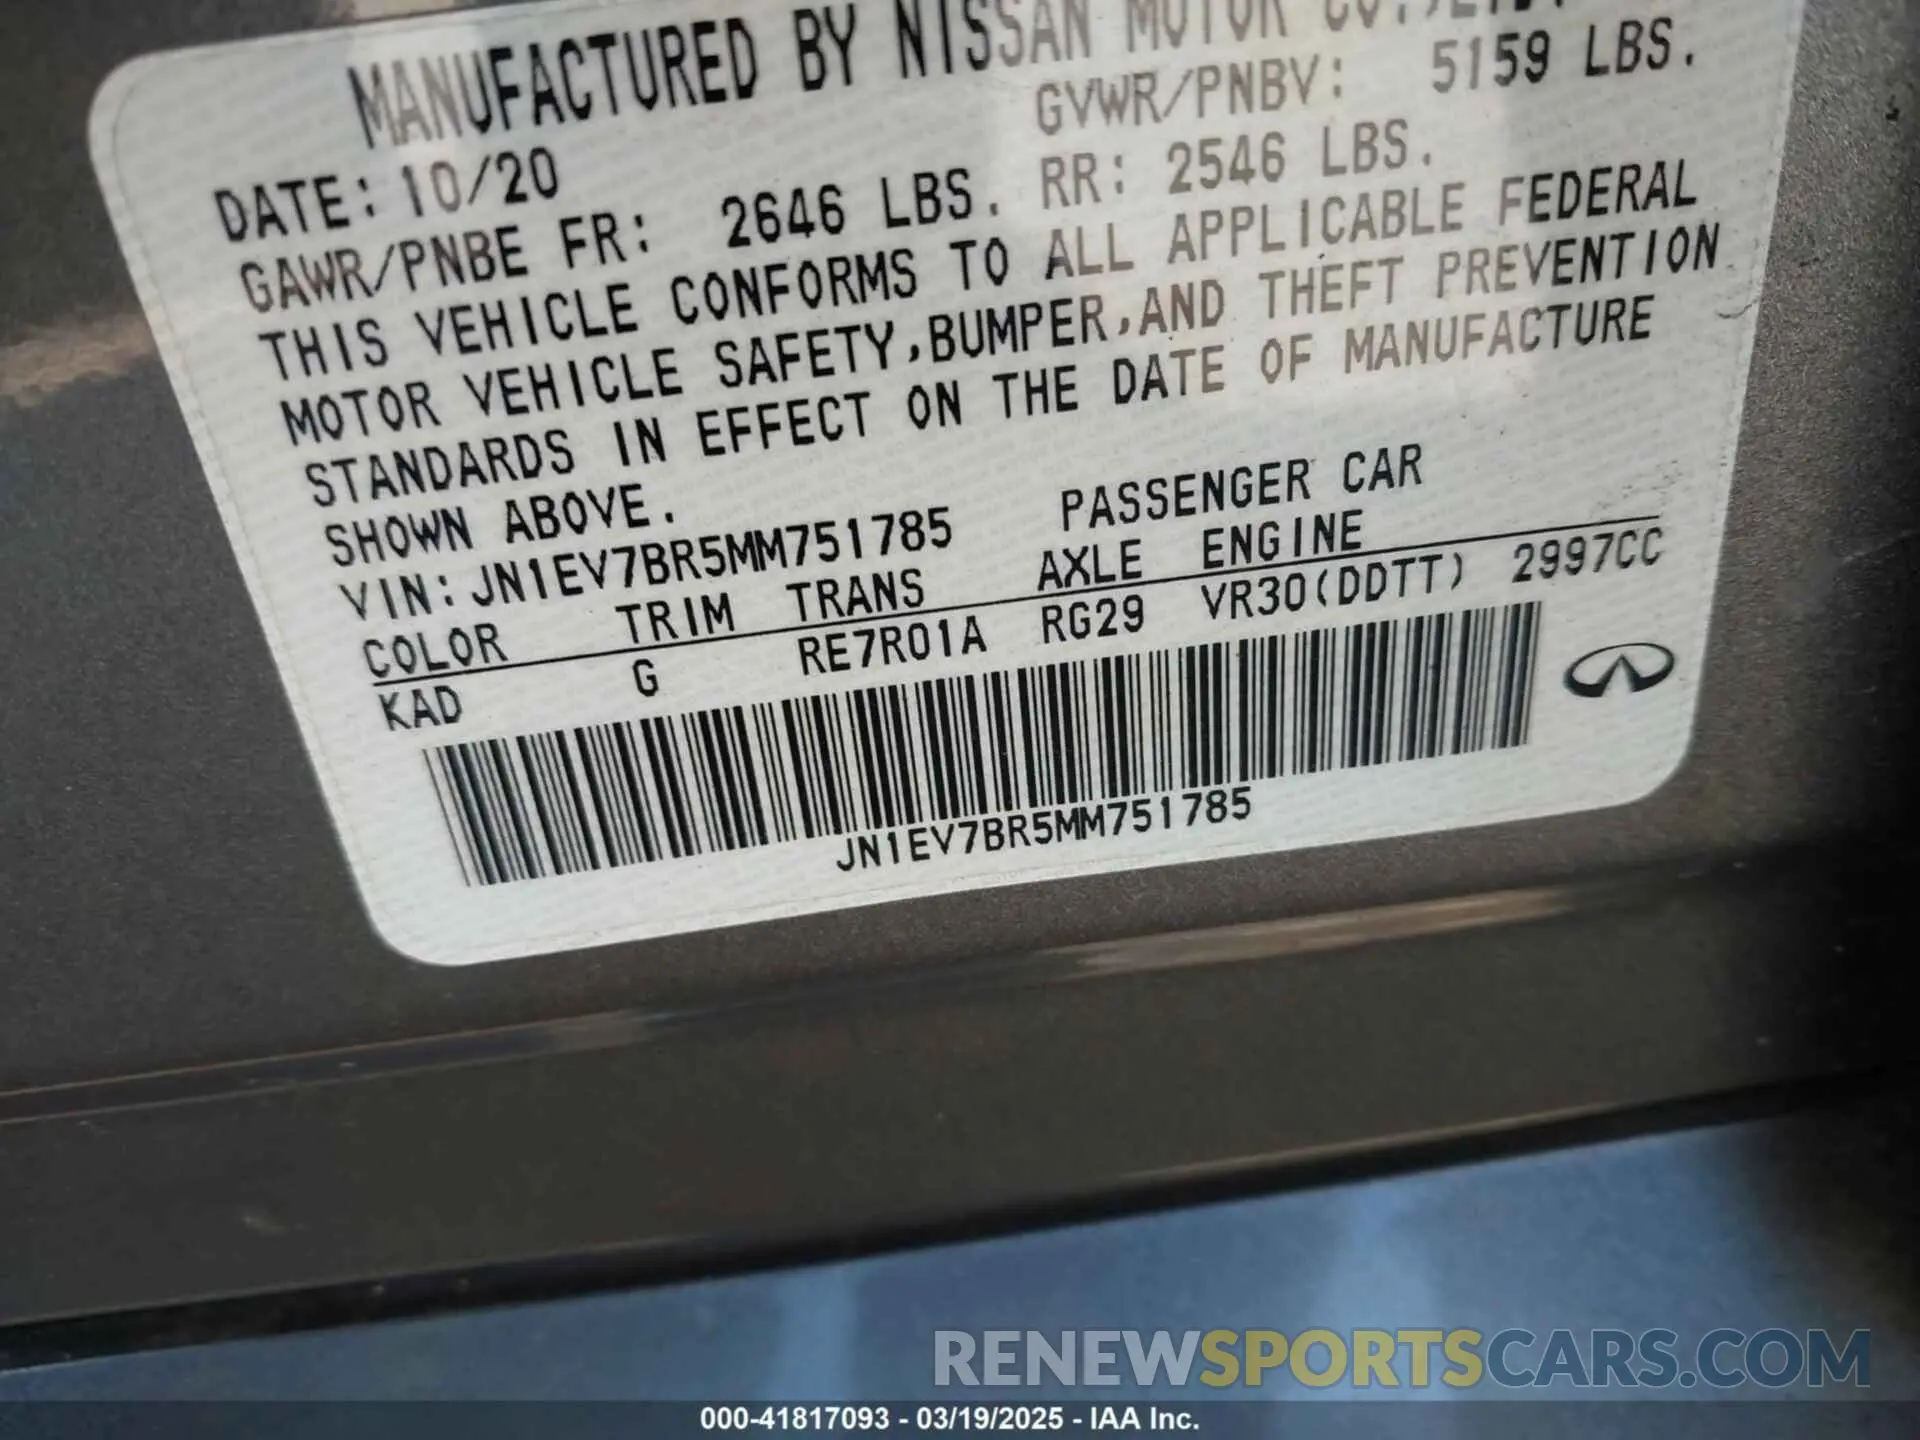 MANUFACTURED BY NISSAN MOTOR CO.,LTD.
GVWR/PNBV: 5159 LBS.
DATE: 10/20
GAWR/PNBE FR: 2646 LBS. RR: 2546 LBS.
THIS VEHICLE CONFORMS TO ALL APPLICABLE FEDERAL
MOTOR VEHICLE SAFETY,BUMPER,AND THEFT PREVENTION
STANDARDS IN EFFECT ON THE DATE OF MANUFACTURE
SHOWN ABOVE.
VIN:JN1EV7BR5MM751785 PASSENGER CAR
COLOR TRIM TRANS AXLE ENGINE
KAD G RE7R01A RG29 VR30(DDTT) 2997CC
JN1EV7BR5MM751785
RENEWSPORTSCARS.COM
000-41817093 - 03/19/2025 - IAA Inc.